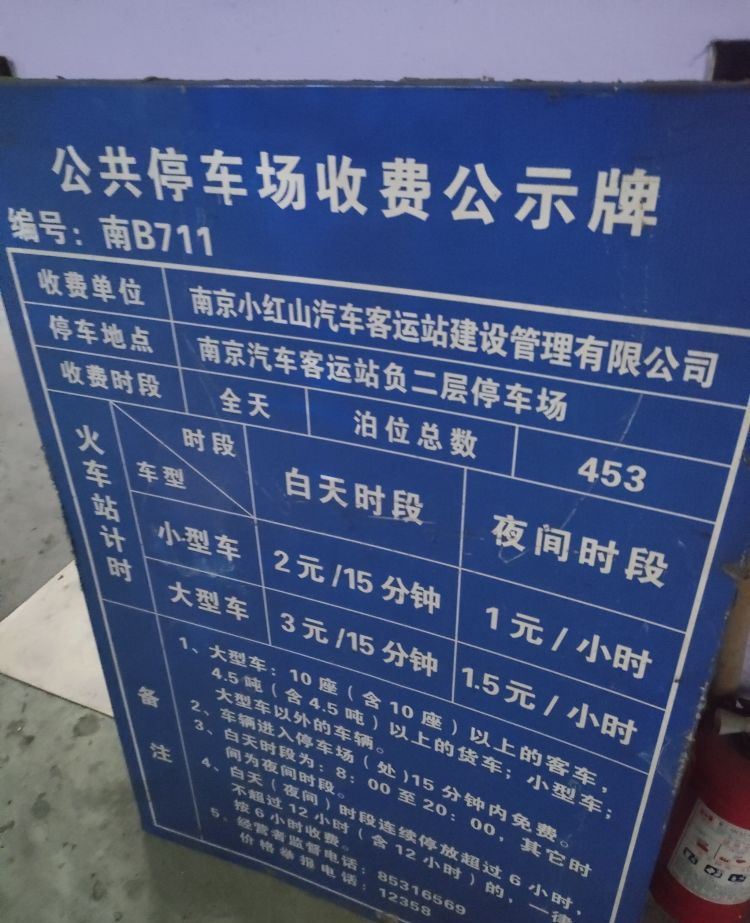 公共停车场收费公示牌
编号：南B711
收费单位 南京小红山汽车客运站建设管理有限公司
停车地点 南京汽车客运站负二层停车场
收费时段 全天 泊位总数 453
火车站计时
时段
车型
白天时段 夜间时段
小型车 2元/15分钟 1元/小时
大型车 3元/15分钟 1.5元/小时
备注
1、大型车：10座（含10座）以上的客车，
4.5吨（含4.5吨）以上的货车；小型车；
大型车以外的车辆。
2、车辆进入停车场（处)15分钟内免费。
3、白天时段为：8：00至20：00，其它时
间为夜间时段。
4、白天（夜间）时段连续停放超过6小时，
不超过12小时（含12小时）的，一律
按6小时收费。
5、经营者监督电话：85316569
价格举报电话：12358